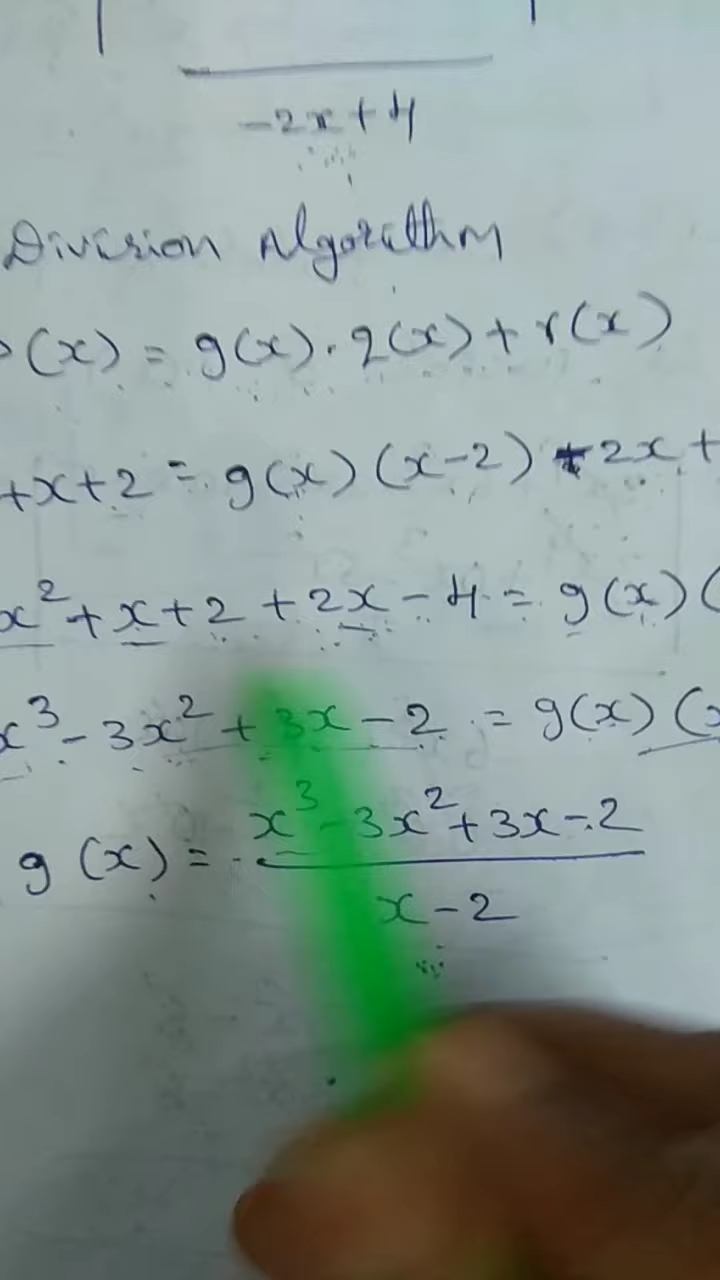 -2x+4
Division Algorithm
(x) = g(x).q(x)+r(x)
+x+2 = g(x)(x-2) -2x+
x²+x+2+2x-4 = g(x)(
x³-3x²+3x-2 = g(x)(x
g(x) = x³-3x²+3x-2
x-2